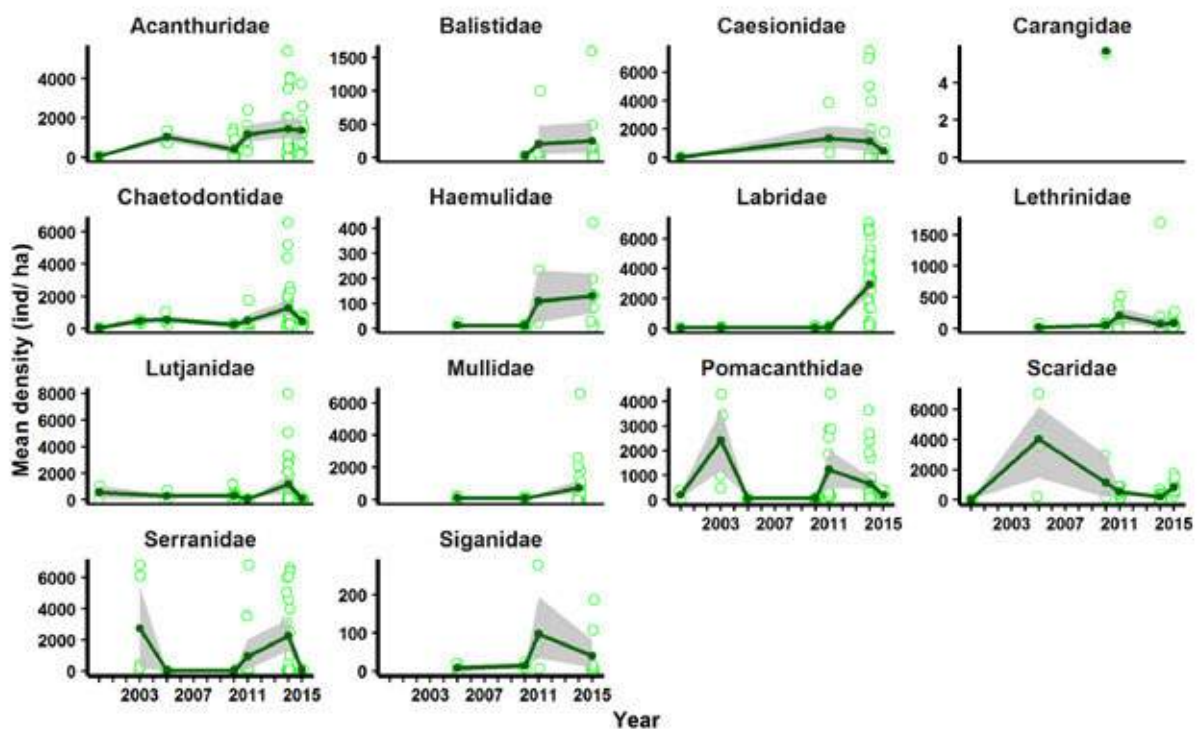 Acanthuridae Balistidae Caesionidae Carangidae
4000 2000 0
1500 1000 500 0
6000 4000 2000 0
4 2 0
Chaetodontidae Haemulidae Labridae Lethrinidae
6000 4000 2000 0
400 300 200 100 0
6000 4000 2000 0
1500 1000 500 0
Mean density (ind/ ha)
Lutjanidae Mullidae Pomacanthidae Scaridae
8000 6000 4000 2000 0
6000 4000 2000 0
4000 3000 2000 1000 0
6000 4000 2000 0
2003 2007 2011 2015
2003 2007 2011 2015
Serranidae Siganidae
6000 4000 2000 0
200 100 0
2003 2007 2011 2015
2003 2007 2011 2015
Year